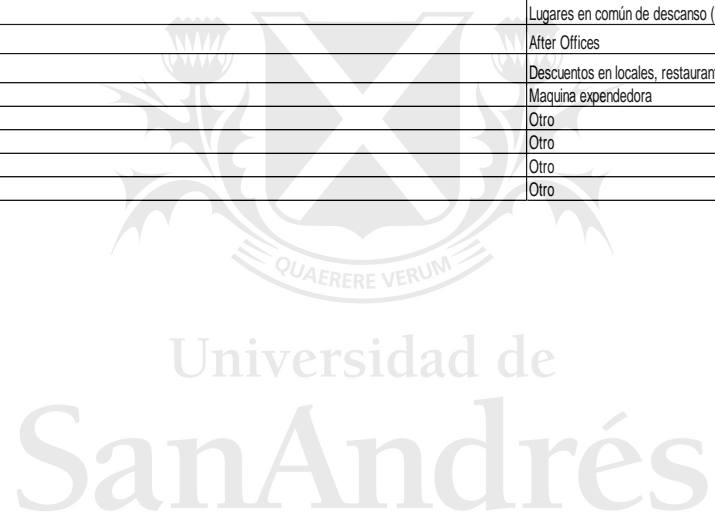 Lugares en común de descanso (
After Offices
Descuentos en locales, restauran
Maquina expendedora
Otro
Otro
Otro
Otro
QUAERERE VERUM
Universidad de
SanAndrés